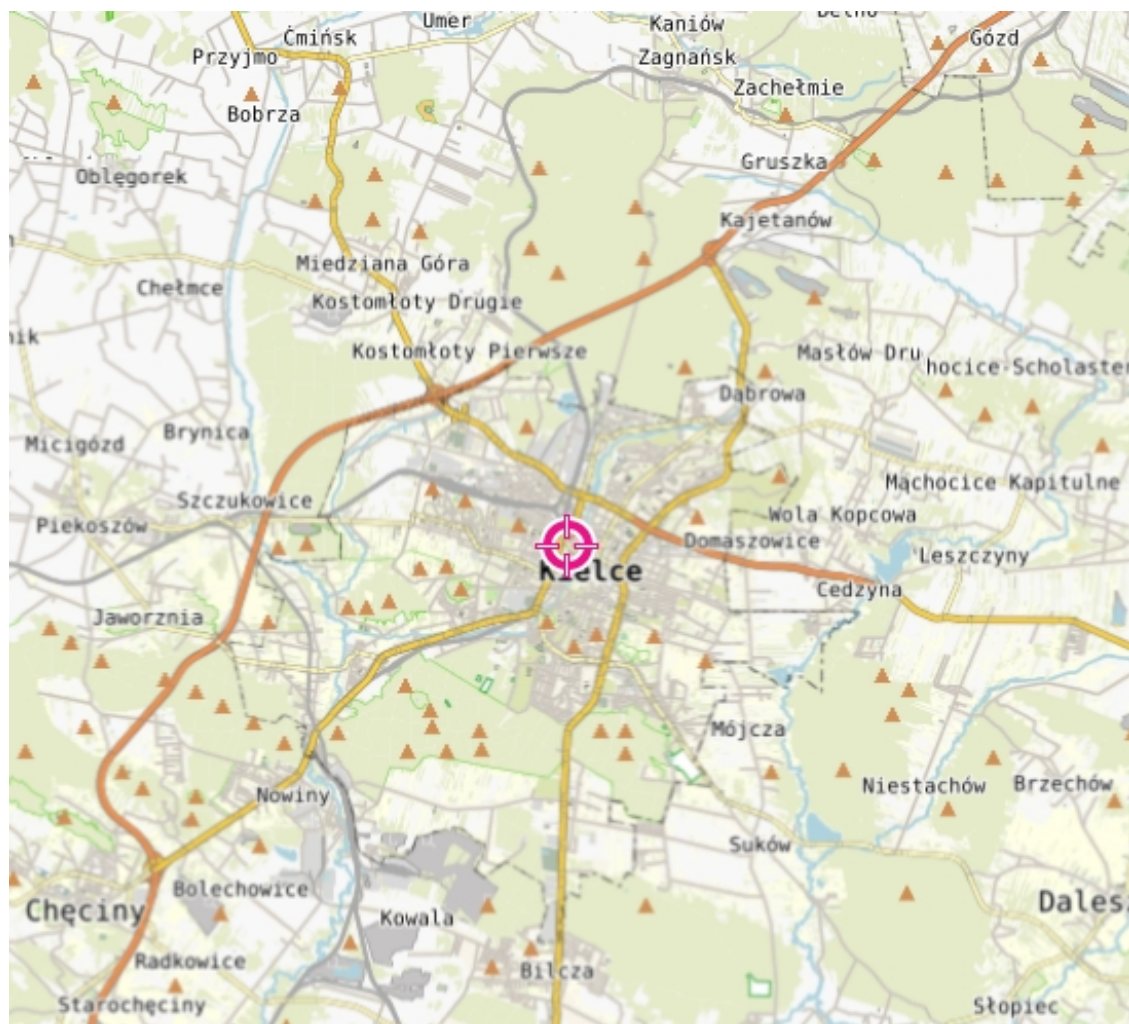 Umer
Kaniów
Ćmińsk
Gózd
Przyjmo
Zagnańsk
Zachełmie
Bobrza
Gruszka
Oblęgorek
Kajetanów
Miedziana Góra
Chełmce
Kostomłoty Drugie
nik
Kostomłoty Pierwsze
Masłów Dru
hocice-Scholaster
Dąbrowa
Brynica
Micigózd
Mąchocice Kapitulne
Szczukowice
Piekoszów
Wola Kopcowa
Domaszowice
Leszczyny
Kielce
Cedzyna
Jaworznia
Mójcza
Niestachów
Brzechów
Nowiny
Suków
Bolechowice
Chęciny
Kowala
Dalesz
Radkowice
Bilcza
Starochęciny
Słopiec